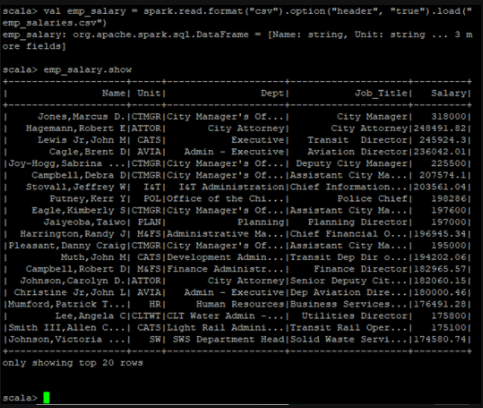 scala> val emp_salary = spark.read.format("csv").option("header", "true").load("
emp_salaries.csv")
emp_salary: org.apache.spark.sql.DataFrame = [Name: string, Unit: string ... 3 m
ore fields]
scala> emp_salary.show
+--------------------+-----+--------------------+--------------------+---------+
| Name| Unit| Dept| Job_Title| Salary|
+--------------------+-----+--------------------+--------------------+---------+
| Jones,Marcus D.|CTMGR|City Manager's Of...| City Manager| 318000|
| Hagemann,Robert E|ATTOR| City Attorney| City Attorney|248491.82|
| Lewis Jr,John M| CATS| Executive| Transit Director| 245924.3|
| Cagle,Brent D| AVIA| Admin - Executive| Aviation Director|236042.01|
|Joy-Hogg,Sabrina ...|CTMGR|City Manager's Of...| Deputy City Manager| 225500|
| Campbell,Debra D|CTMGR|City Manager's Of...|Assistant City Ma...| 207574.1|
| Stovall,Jeffrey W| I&T| I&T Administration|Chief Information...|203561.04|
| Putney,Kerr Y| POL|Office of the Chi...| Police Chief| 198286|
| Eagle,Kimberly S|CTMGR|City Manager's Of...|Assistant City Ma...| 197600|
| Jaiyeoba,Taiwo| PLAN| Planning| Planning Director| 197000|
| Harrington,Randy J| M&FS|Administrative Ma...|Chief Financial O...|196945.34|
|Pleasant,Danny Craig|CTMGR|City Manager's Of...|Assistant City Ma...| 195000|
| Muth,John M| CATS|Development Admin...|Transit Dep Dir o...|194202.06|
| Campbell,Robert D| M&FS|Finance Administr...| Finance Director|182965.57|
| Johnson,Carolyn D.|ATTOR| City Attorney|Senior Deputy Cit...|182060.15|
| Christine Jr,John L| AVIA| Admin - Executive|Dep Aviation Dire...|180000.46|
|Mumford,Patrick T...| HR| Human Resources|Business Services...|176491.28|
| Lee,Angela C|CLTWT|CLT Water Admin -...| Utilities Director| 175800|
|Smith III,Allen C...| CATS|Light Rail Admini...|Transit Rail Oper...| 175100|
|Johnson,Victoria ...| SW| SWS Department Head|Solid Waste Servi...|174580.74|
+--------------------+-----+--------------------+--------------------+---------+
only showing top 20 rows
scala>